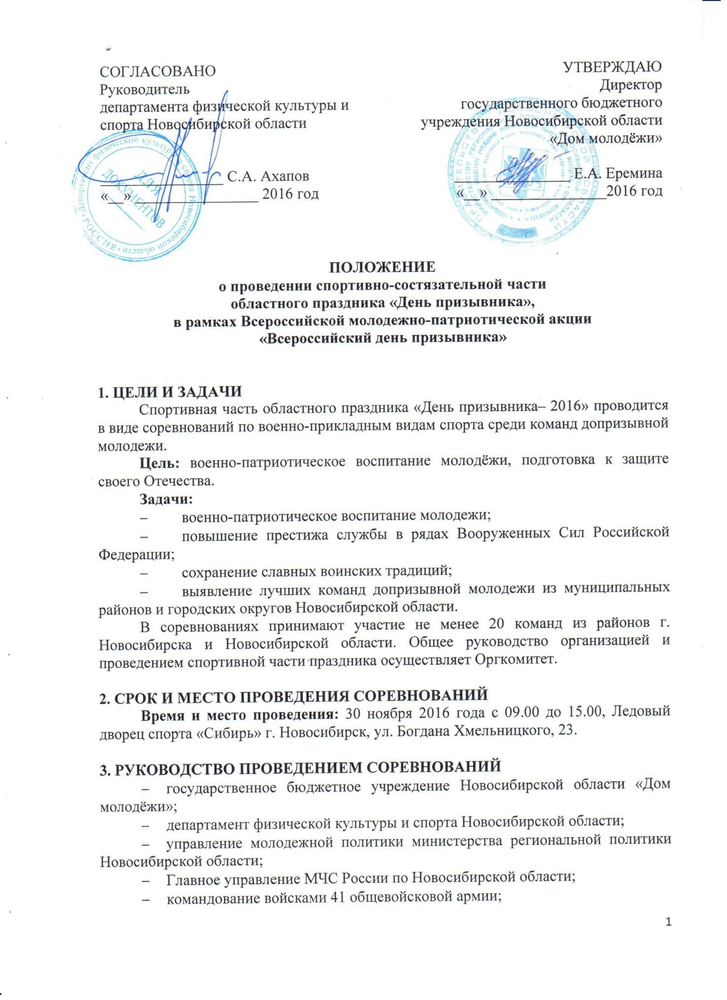 СОГЛАСОВАНО
Руководитель
департамента физической культуры и
спорта Новосибирской области
_________________ С.А. Ахапов
«__» _________________ 2016 год
УТВЕРЖДАЮ
Директор
государственного бюджетного
учреждения Новосибирской области
«Дом молодёжи»
________________ Е.А. Еремина
«__» ________________2016 год
Департамент физической культуры и спорта Новосибирской области * РОССИЯ *
ДЛЯ
ДОКУМЕНТОВ
ПРАВИТЕЛЬСТВО НОВОСИБИРСКОЙ ОБЛАСТИ
ПОЛОЖЕНИЕ
о проведении спортивно-состязательной части
областного праздника «День призывника»,
в рамках Всероссийской молодежно-патриотической акции
«Всероссийский день призывника»
1. ЦЕЛИ И ЗАДАЧИ
Спортивная часть областного праздника «День призывника– 2016» проводится
в виде соревнований по военно-прикладным видам спорта среди команд допризывной
молодежи.
Цель: военно-патриотическое воспитание молодёжи, подготовка к защите
своего Отечества.
Задачи:
– военно-патриотическое воспитание молодежи;
– повышение престижа службы в рядах Вооруженных Сил Российской
Федерации;
– сохранение славных воинских традиций;
– выявление лучших команд допризывной молодежи из муниципальных
районов и городских округов Новосибирской области.
В соревнованиях принимают участие не менее 20 команд из районов г.
Новосибирска и Новосибирской области. Общее руководство организацией и
проведением спортивной части праздника осуществляет Оргкомитет.
2. СРОК И МЕСТО ПРОВЕДЕНИЯ СОРЕВНОВАНИЙ
Время и место проведения: 30 ноября 2016 года с 09.00 до 15.00, Ледовый
дворец спорта «Сибирь» г. Новосибирск, ул. Богдана Хмельницкого, 23.
3. РУКОВОДСТВО ПРОВЕДЕНИЕМ СОРЕВНОВАНИЙ
– государственное бюджетное учреждение Новосибирской области «Дом
молодёжи»;
– департамент физической культуры и спорта Новосибирской области;
– управление молодежной политики министерства региональной политики
Новосибирской области;
– Главное управление МЧС России по Новосибирской области;
– командование войсками 41 общевойсковой армии;
1